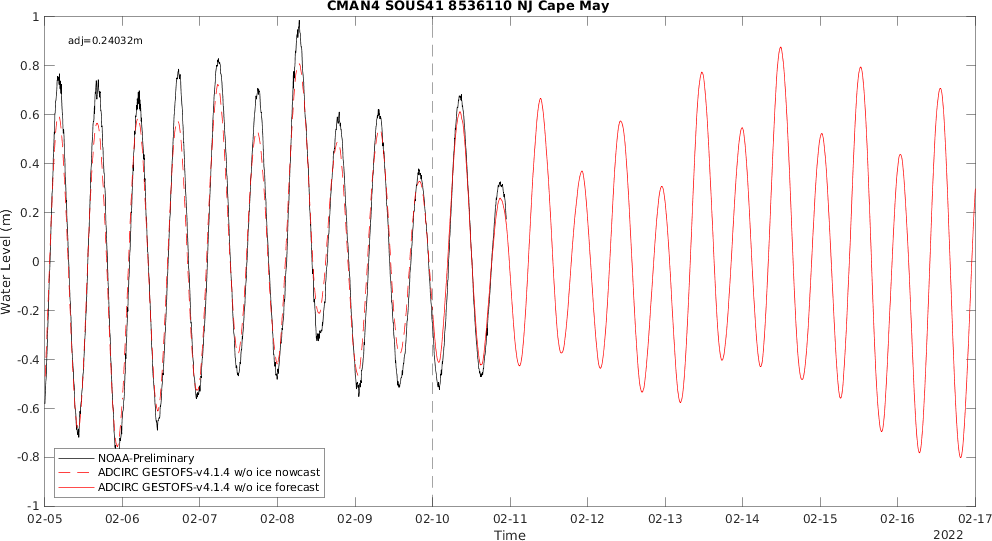 CMAN4 SOUS41 8536110 NJ Cape May
adj=0.24032m
1
0.8
0.6
0.4
0.2
0
-0.2
-0.4
-0.6
-0.8
-1
Water Level (m)
NOAA-Preliminary
ADCIRC GESTOFS-v4.1.4 w/o ice nowcast
ADCIRC GESTOFS-v4.1.4 w/o ice forecast
02-05 02-06 02-07 02-08 02-09 02-10 02-11 02-12 02-13 02-14 02-15 02-16 02-17
Time
2022